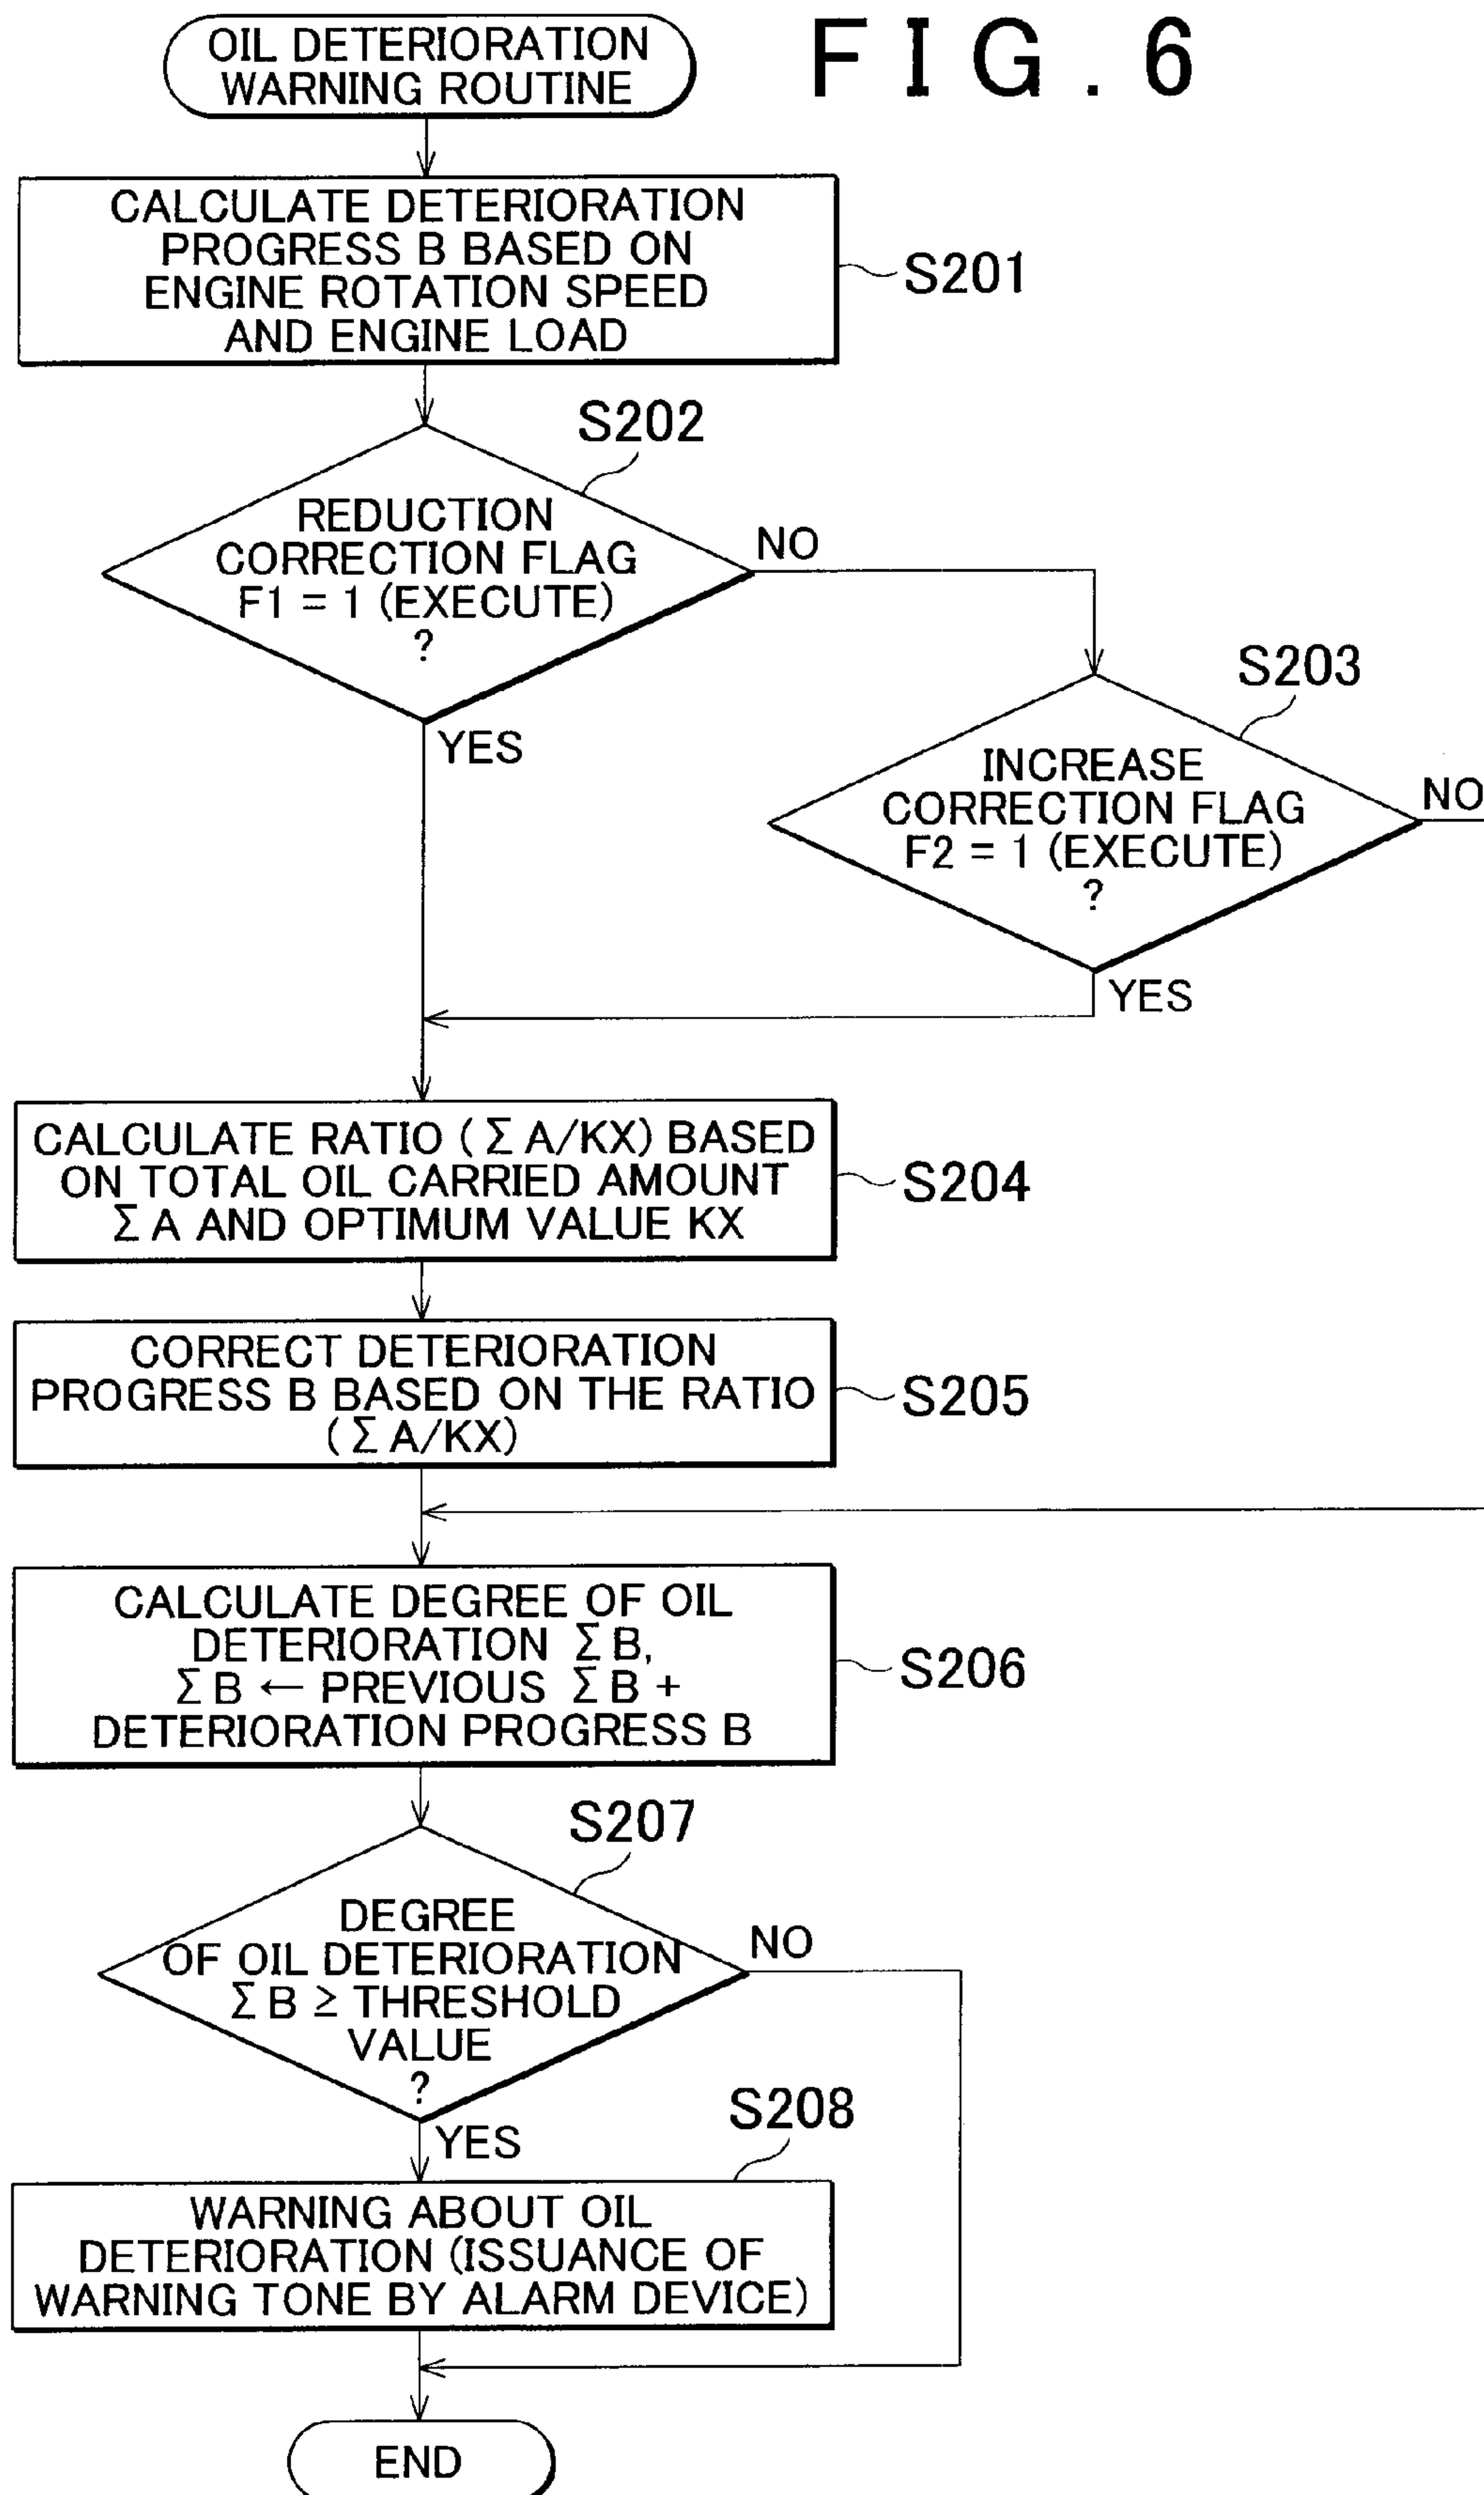 FIG.6
OIL DETERIORATION
WARNING ROUTINE
CALCULATE DETERIORATION
PROGRESS B BASED ON
ENGINE ROTATION SPEED
AND ENGINE LOAD
S201
S202
REDUCTION
CORRECTION FLAG
F1 = 1 (EXECUTE)
?
NO
YES
S203
INCREASE
CORRECTION FLAG
F2 = 1 (EXECUTE)
?
NO
YES
CALCULATE RATIO (Σ A/KX) BASED
ON TOTAL OIL CARRIED AMOUNT
Σ A AND OPTIMUM VALUE KX
S204
CORRECT DETERIORATION
PROGRESS B BASED ON THE RATIO
(Σ A/KX)
S205
CALCULATE DEGREE OF OIL
DETERIORATION Σ B,
Σ B ← PREVIOUS Σ B +
DETERIORATION PROGRESS B
S206
S207
DEGREE
OF OIL DETERIORATION
Σ B ≥ THRESHOLD
VALUE
?
NO
YES
S208
WARNING ABOUT OIL
DETERIORATION (ISSUANCE OF
WARNING TONE BY ALARM DEVICE)
END